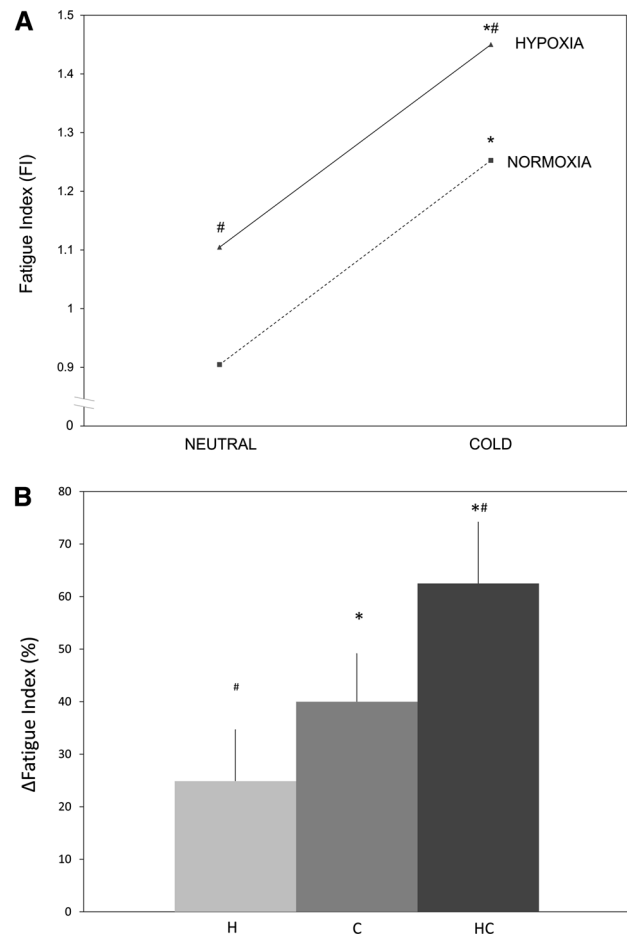 A
1.5
1.4
1.3
1.2
1.1
1
0.9
0
Fatigue Index (FI)
*#
HYPOXIA
*
NORMOXIA
#
NEUTRAL
COLD
B
80
70
60
50
40
30
20
10
0
ΔFatigue Index (%)
#
*
*#
H
C
HC